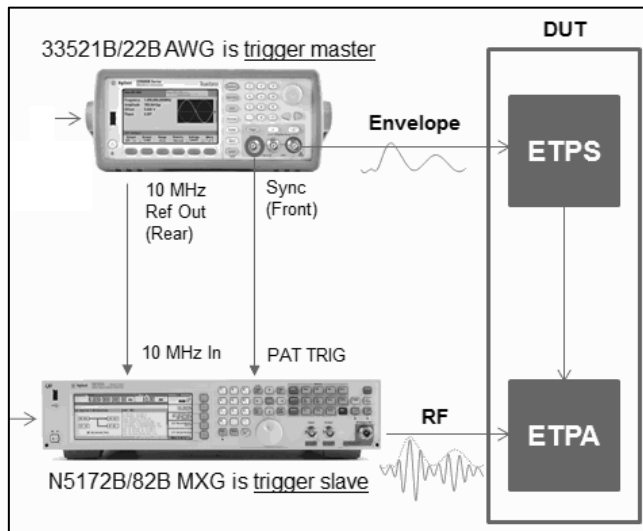 33521B/22B AWG is trigger master
DUT
Agilent
Envelope
ETPS
10 MHz
Ref Out
(Rear)
Sync
(Front)
10 MHz In
PAT TRIG
RF
ETPA
N5172B/82B MXG is trigger slave